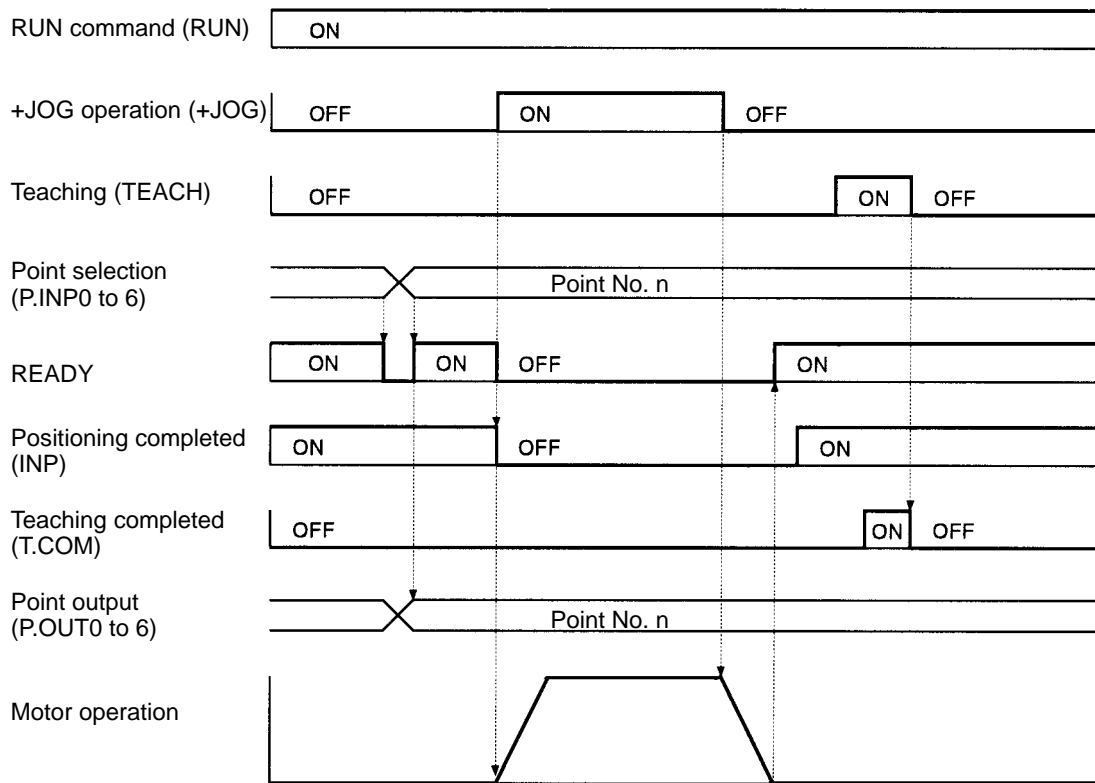 RUN command (RUN)
ON
+JOG operation (+JOG)
OFF
ON
OFF
Teaching (TEACH)
OFF
ON
OFF
Point selection
(P.INP0 to 6)
Point No. n
READY
ON
ON
OFF
ON
Positioning completed
(INP)
ON
OFF
ON
Teaching completed
(T.COM)
OFF
ON
OFF
Point output
(P.OUT0 to 6)
Point No. n
Motor operation